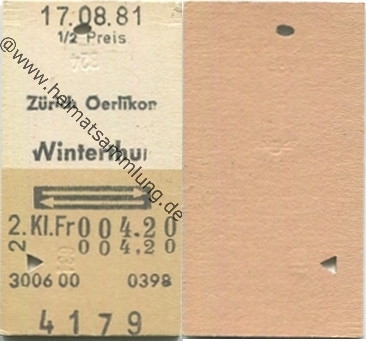 17.08.81
1/2 Preis
Zürich Oerlikon
Winterthur
2. Kl. Fr 004.20
2 004.20
3006 00 0398
4179
@www.heimatsammlung.de